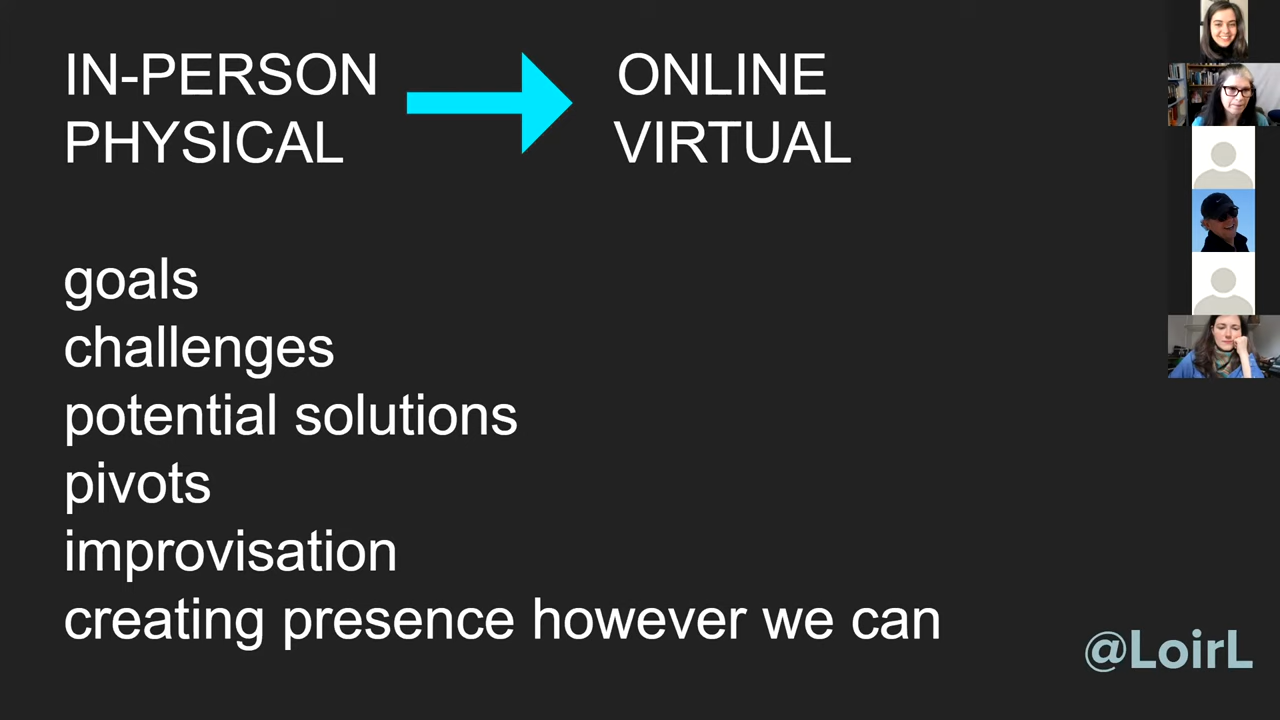 IN-PERSON
PHYSICAL
ONLINE
VIRTUAL
goals
challenges
potential solutions
pivots
improvisation
creating presence however we can
@LoirL